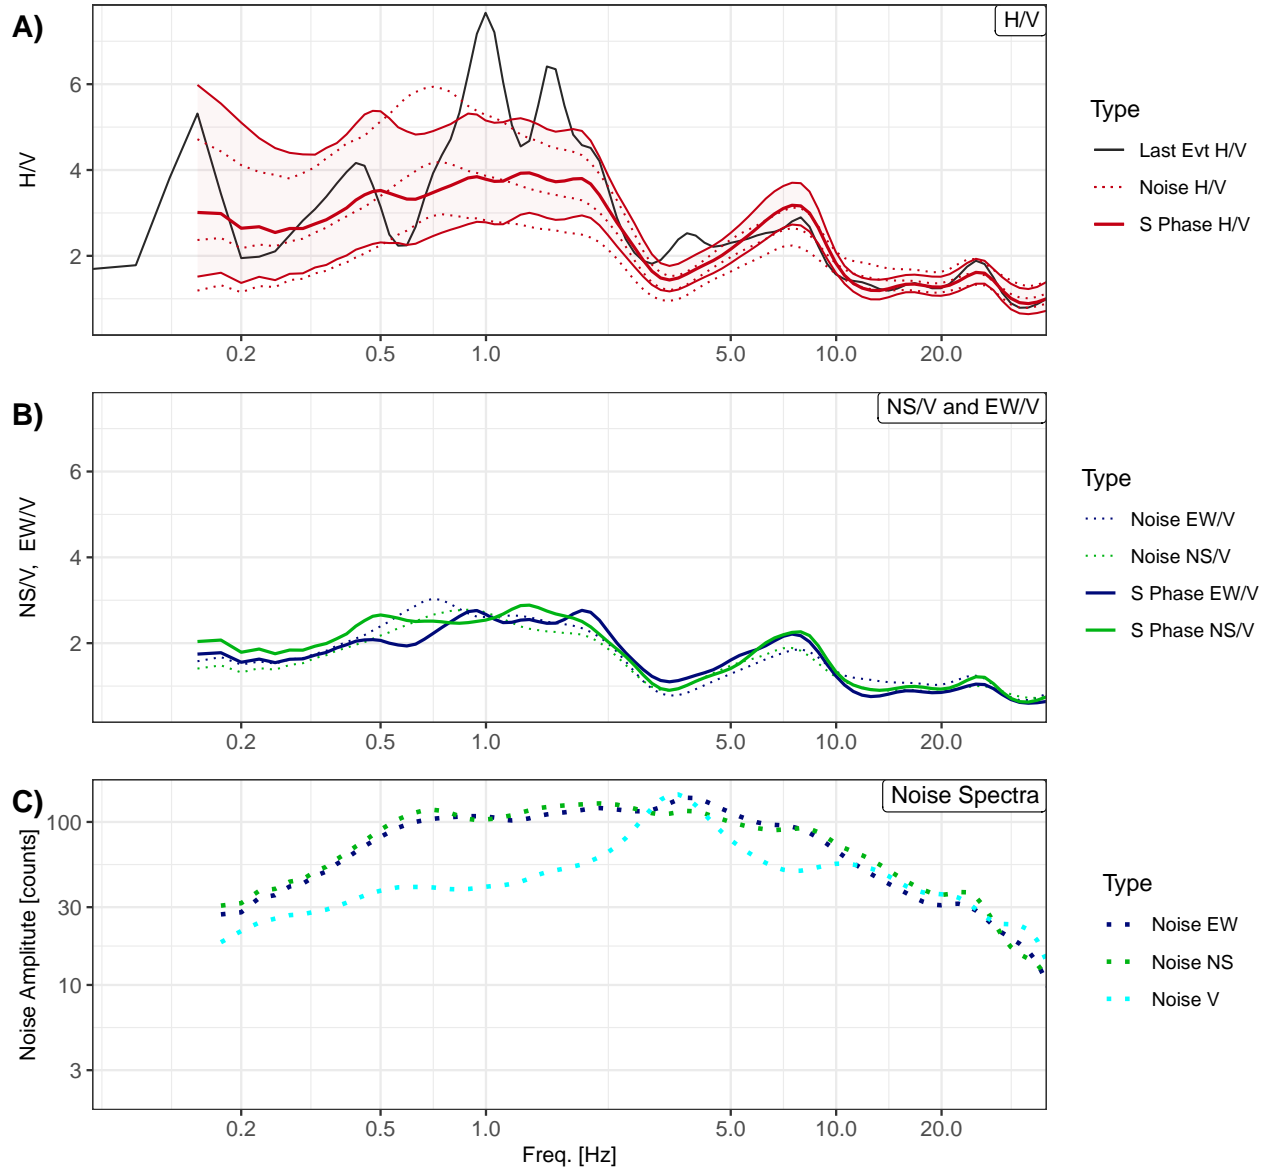 A)
H/V
6
4
2
H/V
0.2 0.5 1.0 5.0 10.0 20.0
Type
Last Evt H/V
Noise H/V
S Phase H/V
B)
NS/V and EW/V
6
4
2
NS/V, EW/V
0.2 0.5 1.0 5.0 10.0 20.0
Type
Noise EW/V
Noise NS/V
S Phase EW/V
S Phase NS/V
C)
Noise Spectra
100
30
10
3
Noise Amplitute [counts]
0.2 0.5 1.0 5.0 10.0 20.0
Freq. [Hz]
Type
Noise EW
Noise NS
Noise V